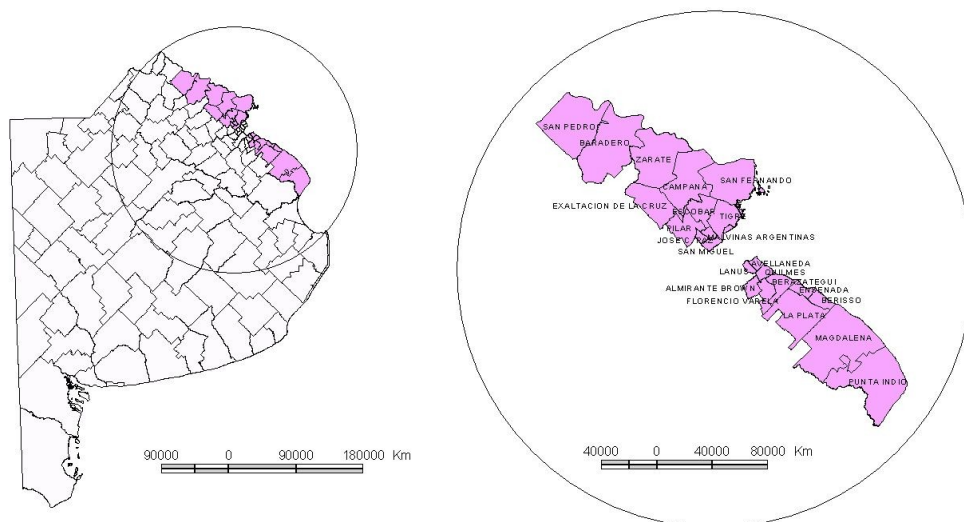 SAN PEDRO
BARADERO
ZARATE
CAMPANA
SAN FERNANDO
EXALTACION DE LA CRUZ
ESCOBAR
TIGRE
PILAR
MALVINAS ARGENTINAS
JOSE C. PAZ
SAN MIGUEL
AVELLANEDA
LANUS
QUILMES
BERAZATEGUI
ALMIRANTE BROWN
ENSENADA
FLORENCIO VARELA
BERISSO
LA PLATA
MAGDALENA
PUNTA INDIO
90000 0 90000 180000 Km
40000 0 40000 80000 Km